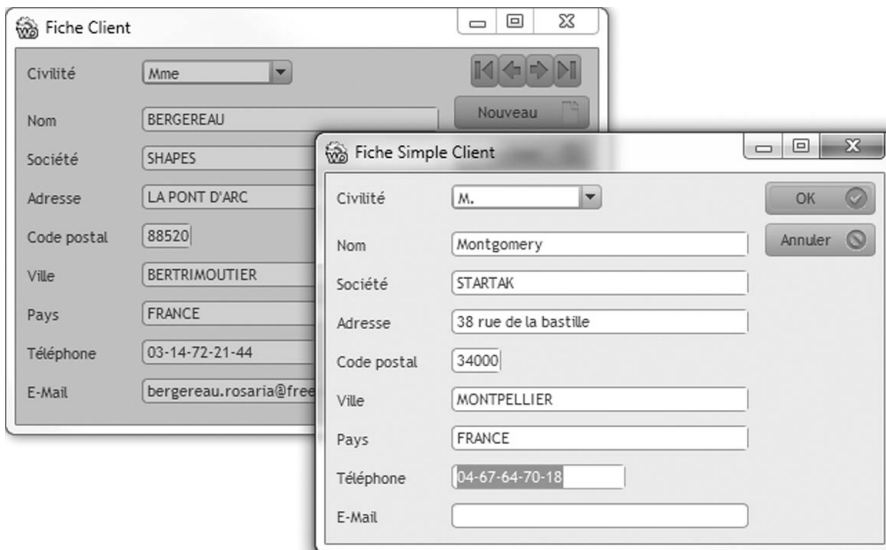 Fiche Client
Civilité Mme
Nom BERGEREAU Nouveau
Société SHAPES
Adresse LA PONT D'ARC
Code postal 88520
Ville BERTRIMOUTIER
Pays FRANCE
Téléphone 03-14-72-21-44
E-Mail bergereau.rosaria@free
Fiche Simple Client
Civilité M. OK
Nom Montgomery Annuler
Société STARTAK
Adresse 38 rue de la bastille
Code postal 34000
Ville MONTPELLIER
Pays FRANCE
Téléphone 04-67-64-70-18
E-Mail